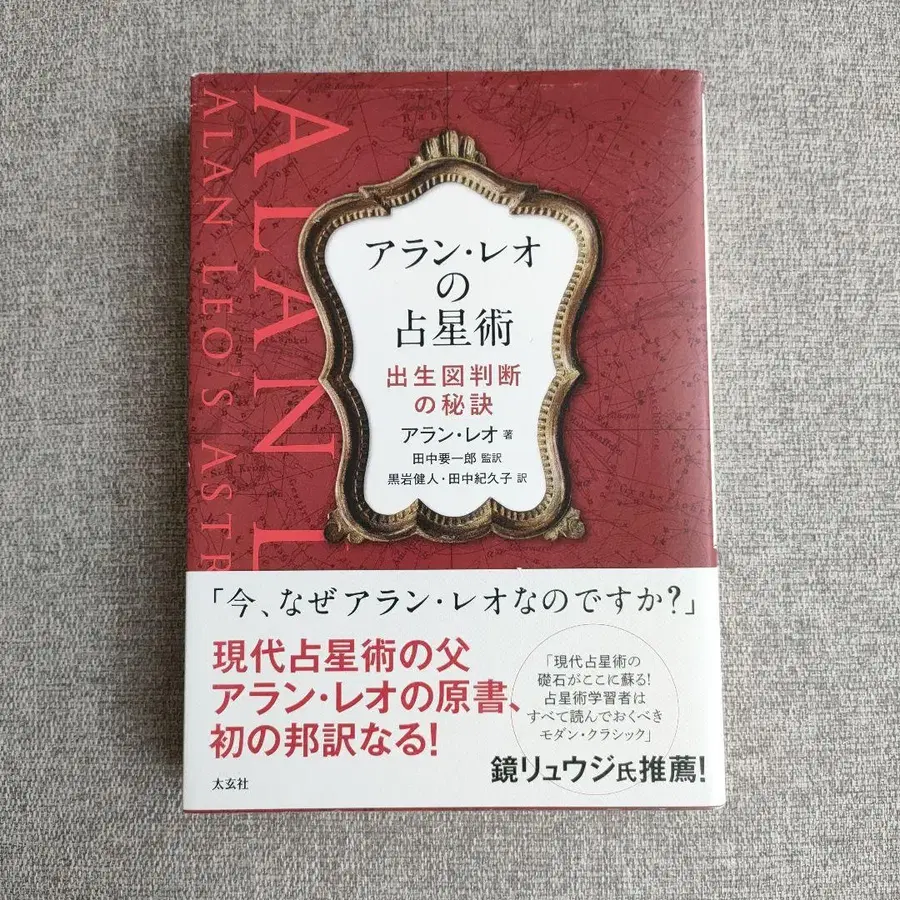 ALAN L
ALAN LEO'S ASTR
アラン・レオ
の
占星術
出生図判断
の秘訣
アラン・レオ 著
田中要一郎 監訳
黒岩健人・田中紀久子 訳
「今、なぜアラン・レオなのですか?」
現代占星術の父
アラン・レオの原書、
初の邦訳なる!
「現代占星術の
礎石がここに蘇る!
占星術学習者は
すべて読んでおくべき
モダン・クラシック」
鏡リュウジ氏推薦!
太玄社